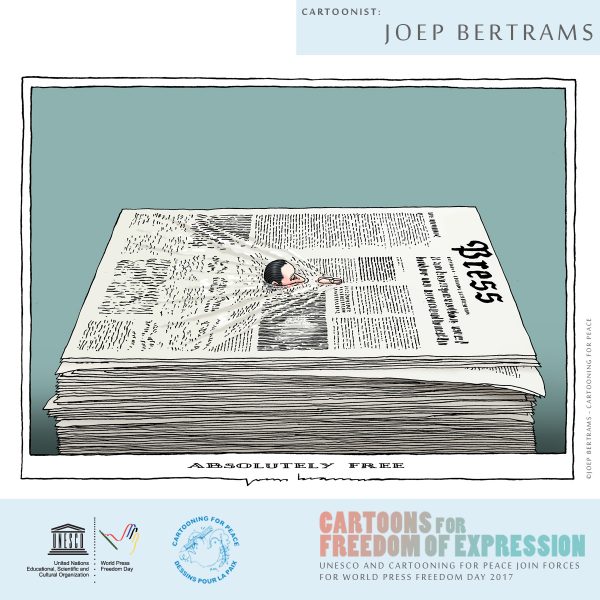 CARTOONIST:
JOEP BERTRAMS
Press
ABSOLUTELY FREE
©JOEP BERTRAMS - CARTOONING FOR PEACE
UNESCO
United Nations
Educational, Scientific and
Cultural Organization
World Press
Freedom Day
CARTOONING FOR PEACE
DESSINS POUR LA PAIX
CARTOONS FOR
FREEDOM OF EXPRESSION
UNESCO AND CARTOONING FOR PEACE JOIN FORCES
FOR WORLD PRESS FREEDOM DAY 2017